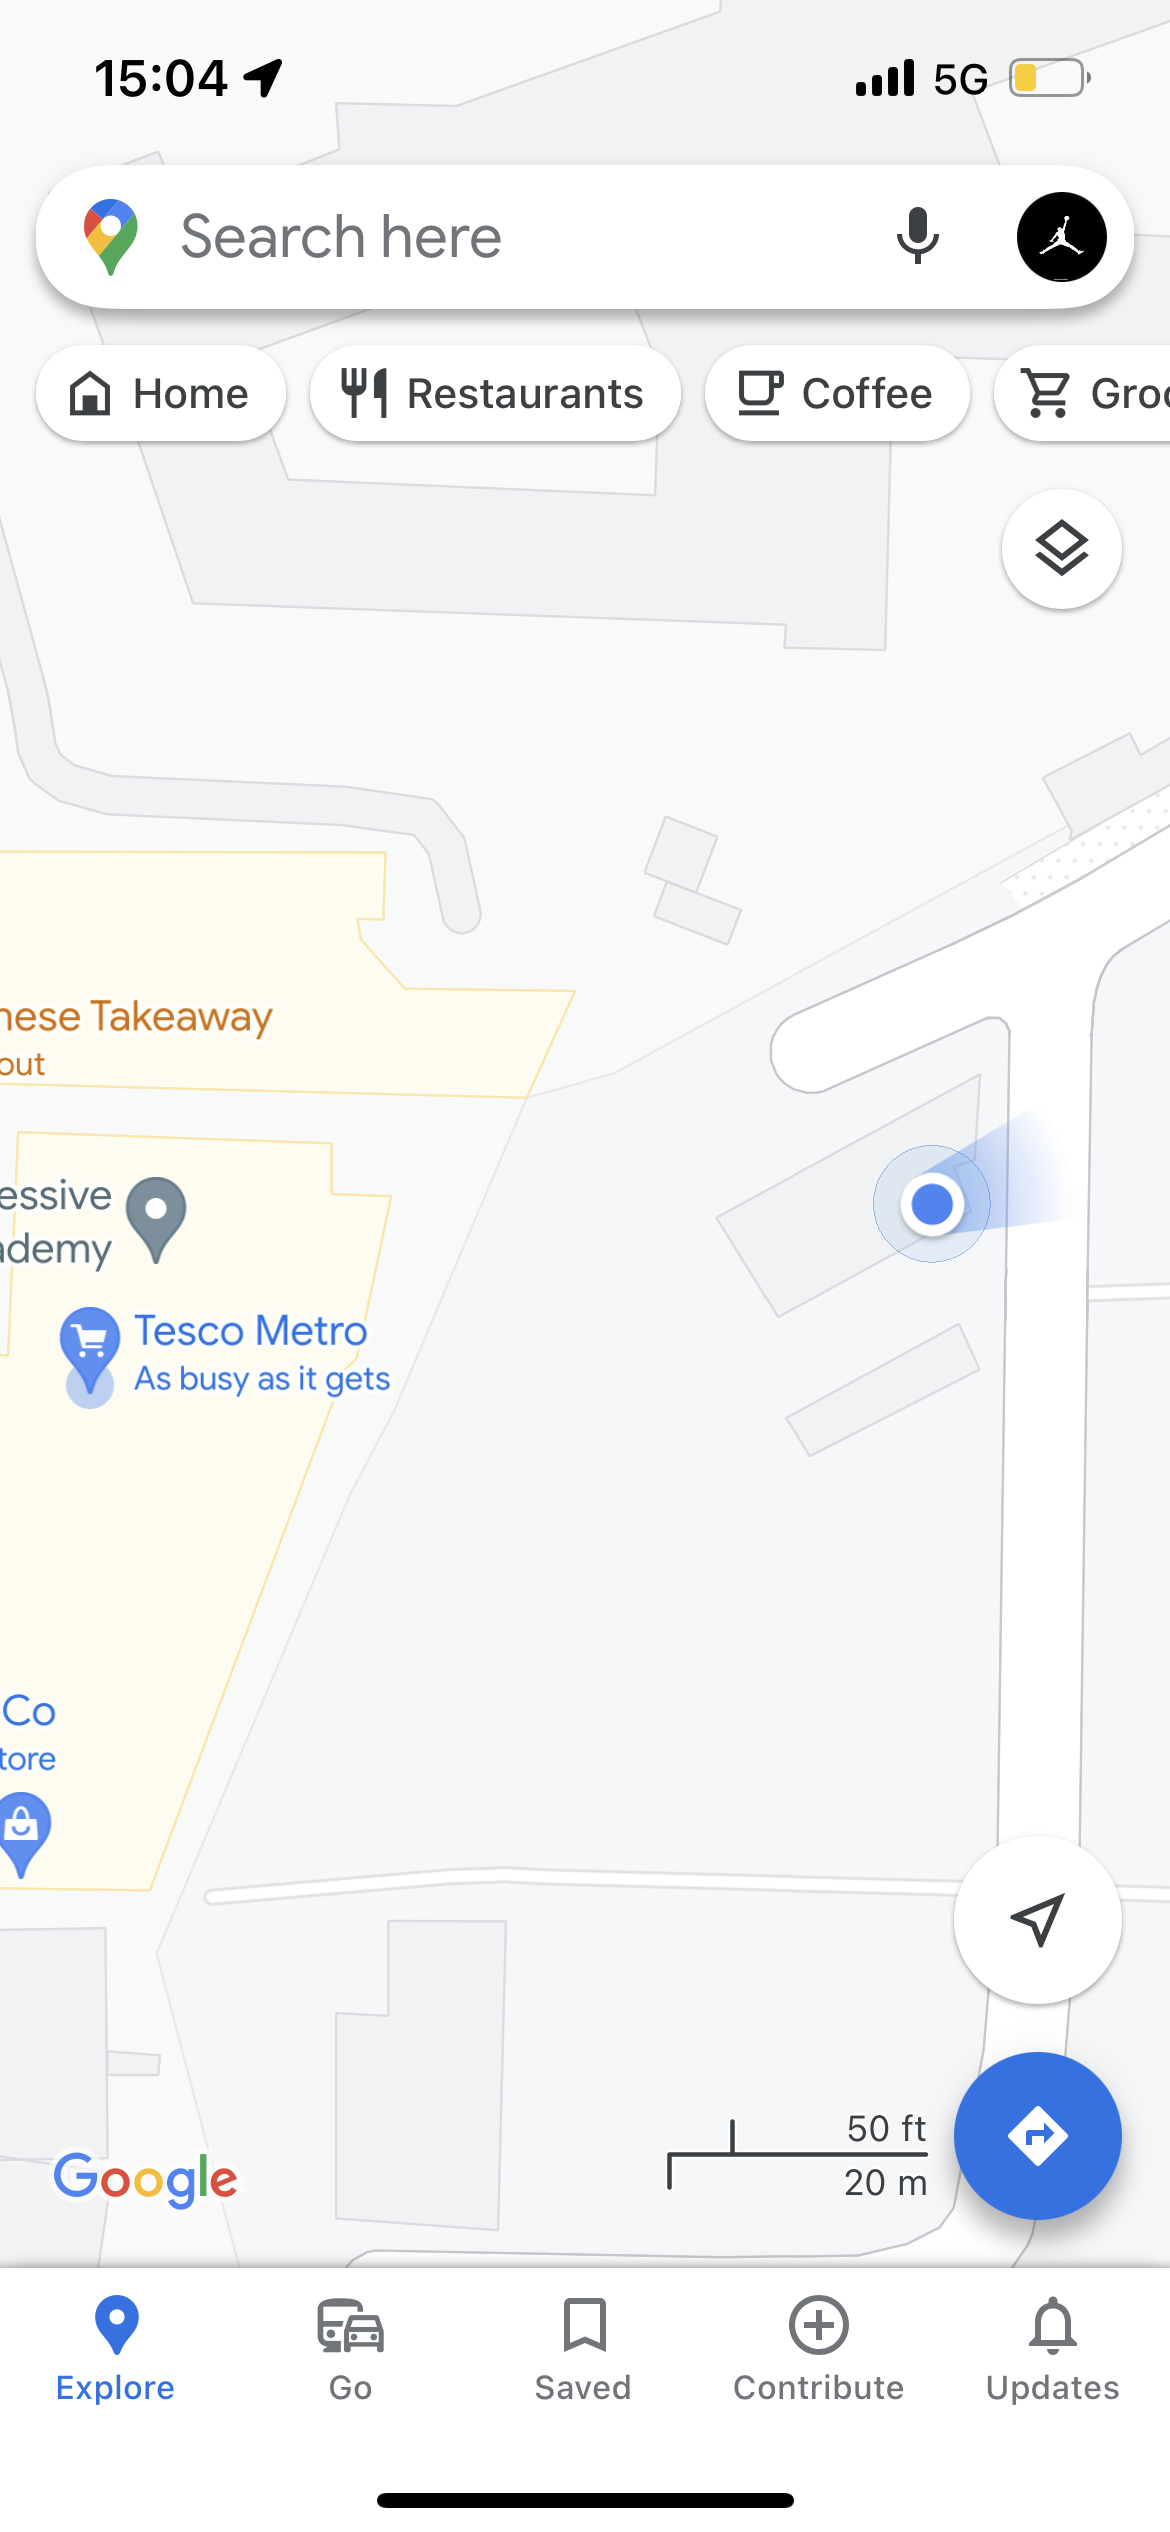 15:04
5G
Search here
Home
Restaurants
Coffee
Groc
nese Takeaway
out
essive
ademy
Tesco Metro
As busy as it gets
Co
tore
50 ft
20 m
Google
Explore
Go
Saved
Contribute
Updates